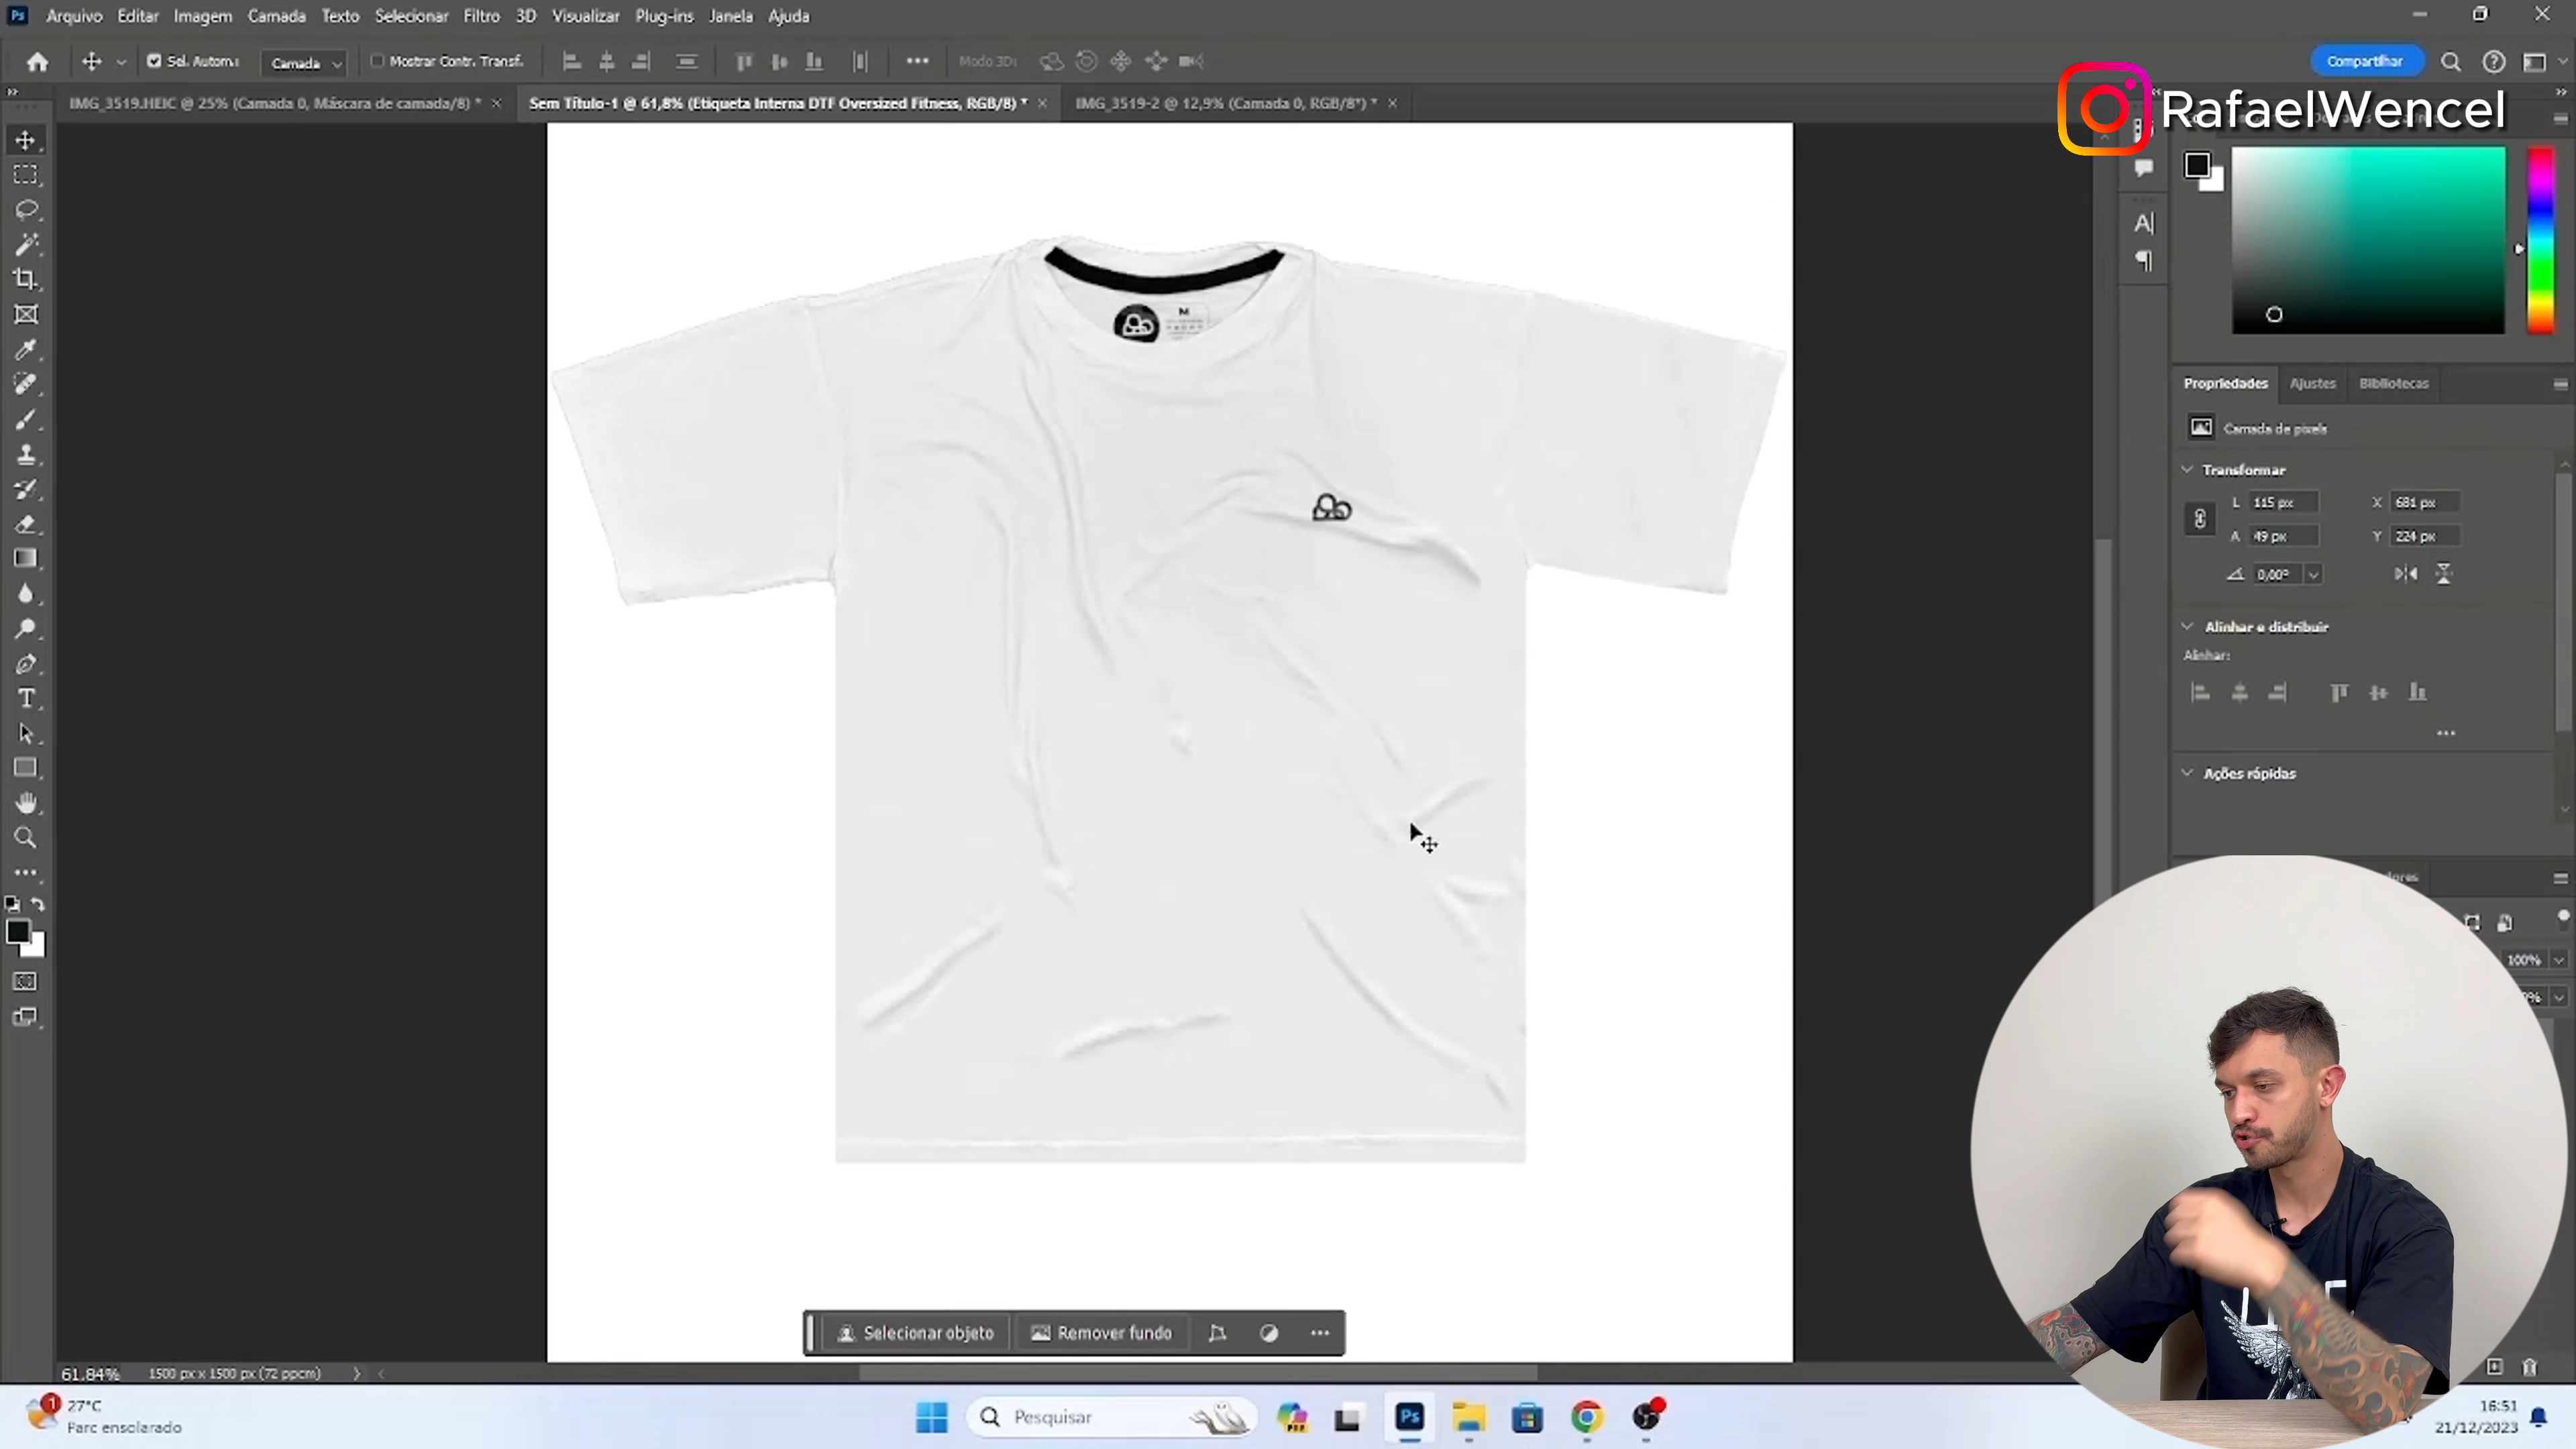 Ps Arquivo Editar Imagem Camada Texto Selecionar Filtro 3D Visualizar Plug-ins Janela Ajuda
Sel. Autom.: Camada Mostrar Contr. Transf. Modo 3D: Compartilhar
RafaelWencel
IMG_3519.HEIC @ 25% (Camada 0, Máscara de camada/8) *
Sem Título-1 @ 61,8% (Etiqueta Interna DTF Oversized Fitness, RGB/8) *
IMG_3519-2 @ 12,9% (Camada 0, RGB/8*) *
M
Propriedades Ajustes Bibliotecas
Camada de pixels
Transformar
L 115 px X 681 px
A 49 px Y 224 px
0,00°
Alinhar e distribuir
Alinhar:
Ações rápidas
100%
Selecionar objeto Remover fundo
61.84% 1500 px x 1500 px (72 ppcm)
1
27°C
Parc ensolarado
Pesquisar
Ps
16:51
21/12/2023